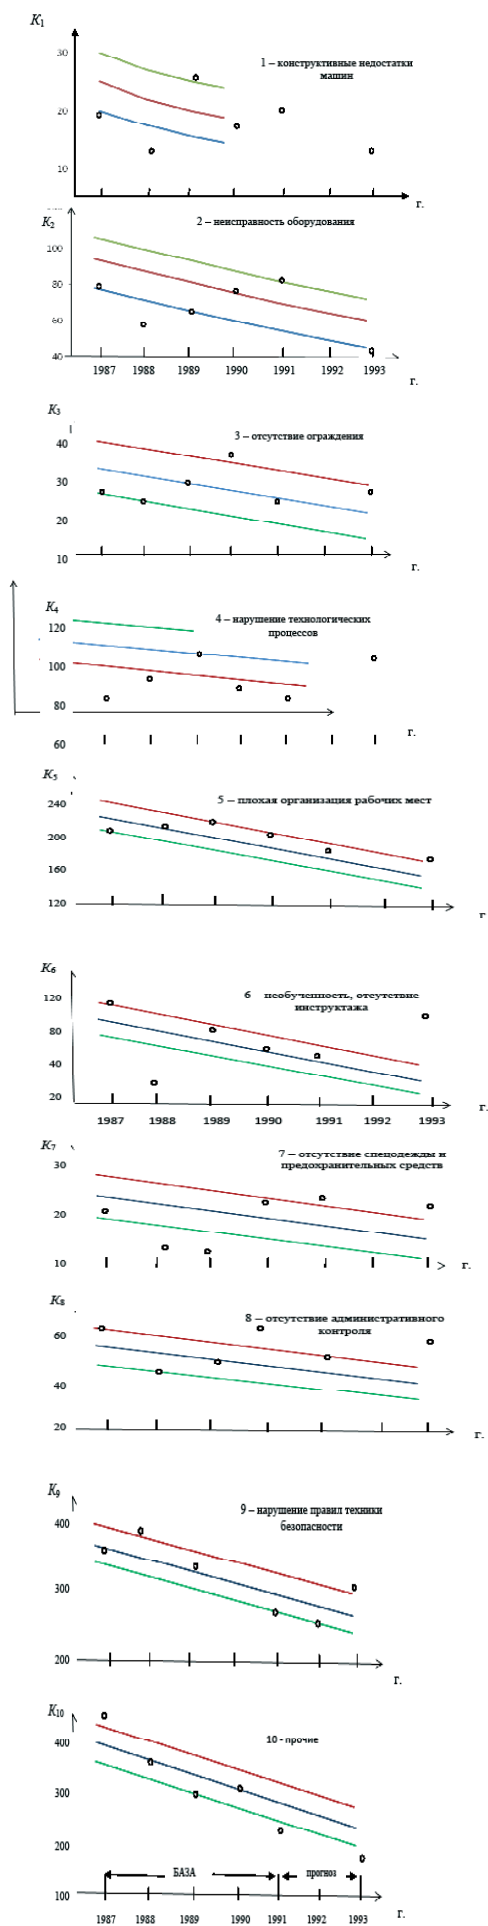 K1
30
1 – конструктивные недостатки
машин
20
10
г.
K2
2 – неисправность оборудования
100
80
60
40
1987 1988 1989 1990 1991 1992 1993
г.
K3
3 – отсутствие ограждения
40
30
20
10
г.
K4
4 – нарушение технологических
процессов
120
100
80
г.
60
K5
5 – плохая организация рабочих мест
240
200
160
120
г.
K6
6 необученность, отсутствие
инструктажа
120
80
40
20
1987 1988 1989 1990 1991 1992 1993
г.
K7
7 – отсутствие спецодежды и
предохранительных средств
30
20
10
г.
K8
8 – отсутствие административного
контроля
60
40
20
г.
K9
9 – нарушение правил техники
безопасности
400
300
200
г.
K10
10 - прочие
400
300
200
БАЗА прогноз
100
г.
1987 1988 1989 1990 1991 1992 1993